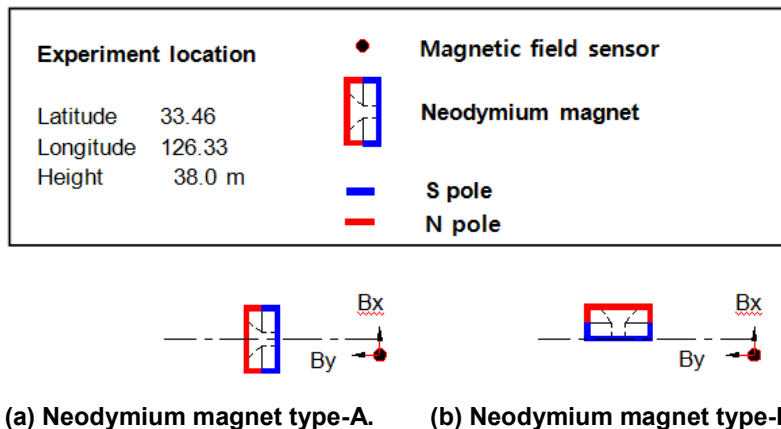 Experiment location
Latitude 33.46
Longitude 126.33
Height 38.0 m
Magnetic field sensor
Neodymium magnet
S pole
N pole
Bx
By
Bx
By
(a) Neodymium magnet type-A.
(b) Neodymium magnet